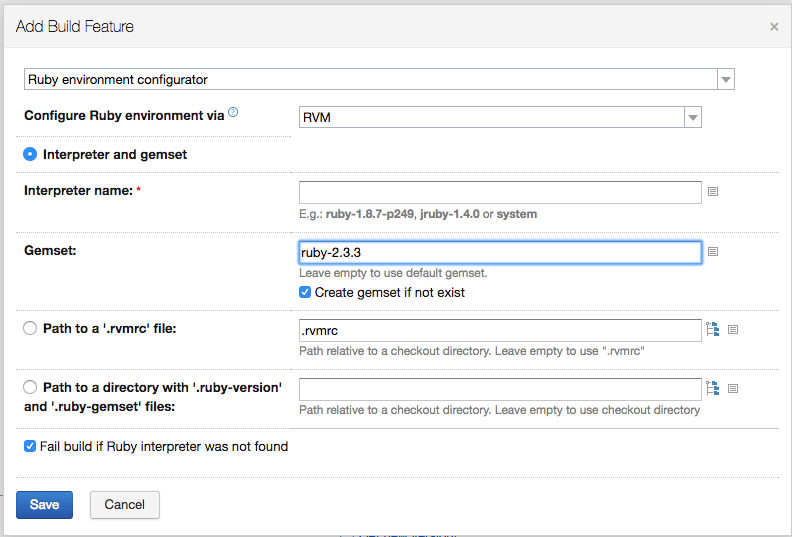 Add Build Feature ×
Ruby environment configurator
Configure Ruby environment via ?
RVM
Interpreter and gemset
Interpreter name: *
E.g.: ruby-1.8.7-p249, jruby-1.4.0 or system
Gemset:
ruby-2.3.3
Leave empty to use default gemset.
Create gemset if not exist
Path to a '.rvmrc' file:
.rvmrc
Path relative to a checkout directory. Leave empty to use ".rvmrc"
Path to a directory with '.ruby-version'
and '.ruby-gemset' files:
Path relative to a checkout directory. Leave empty to use checkout directory
Fail build if Ruby interpreter was not found
Save Cancel